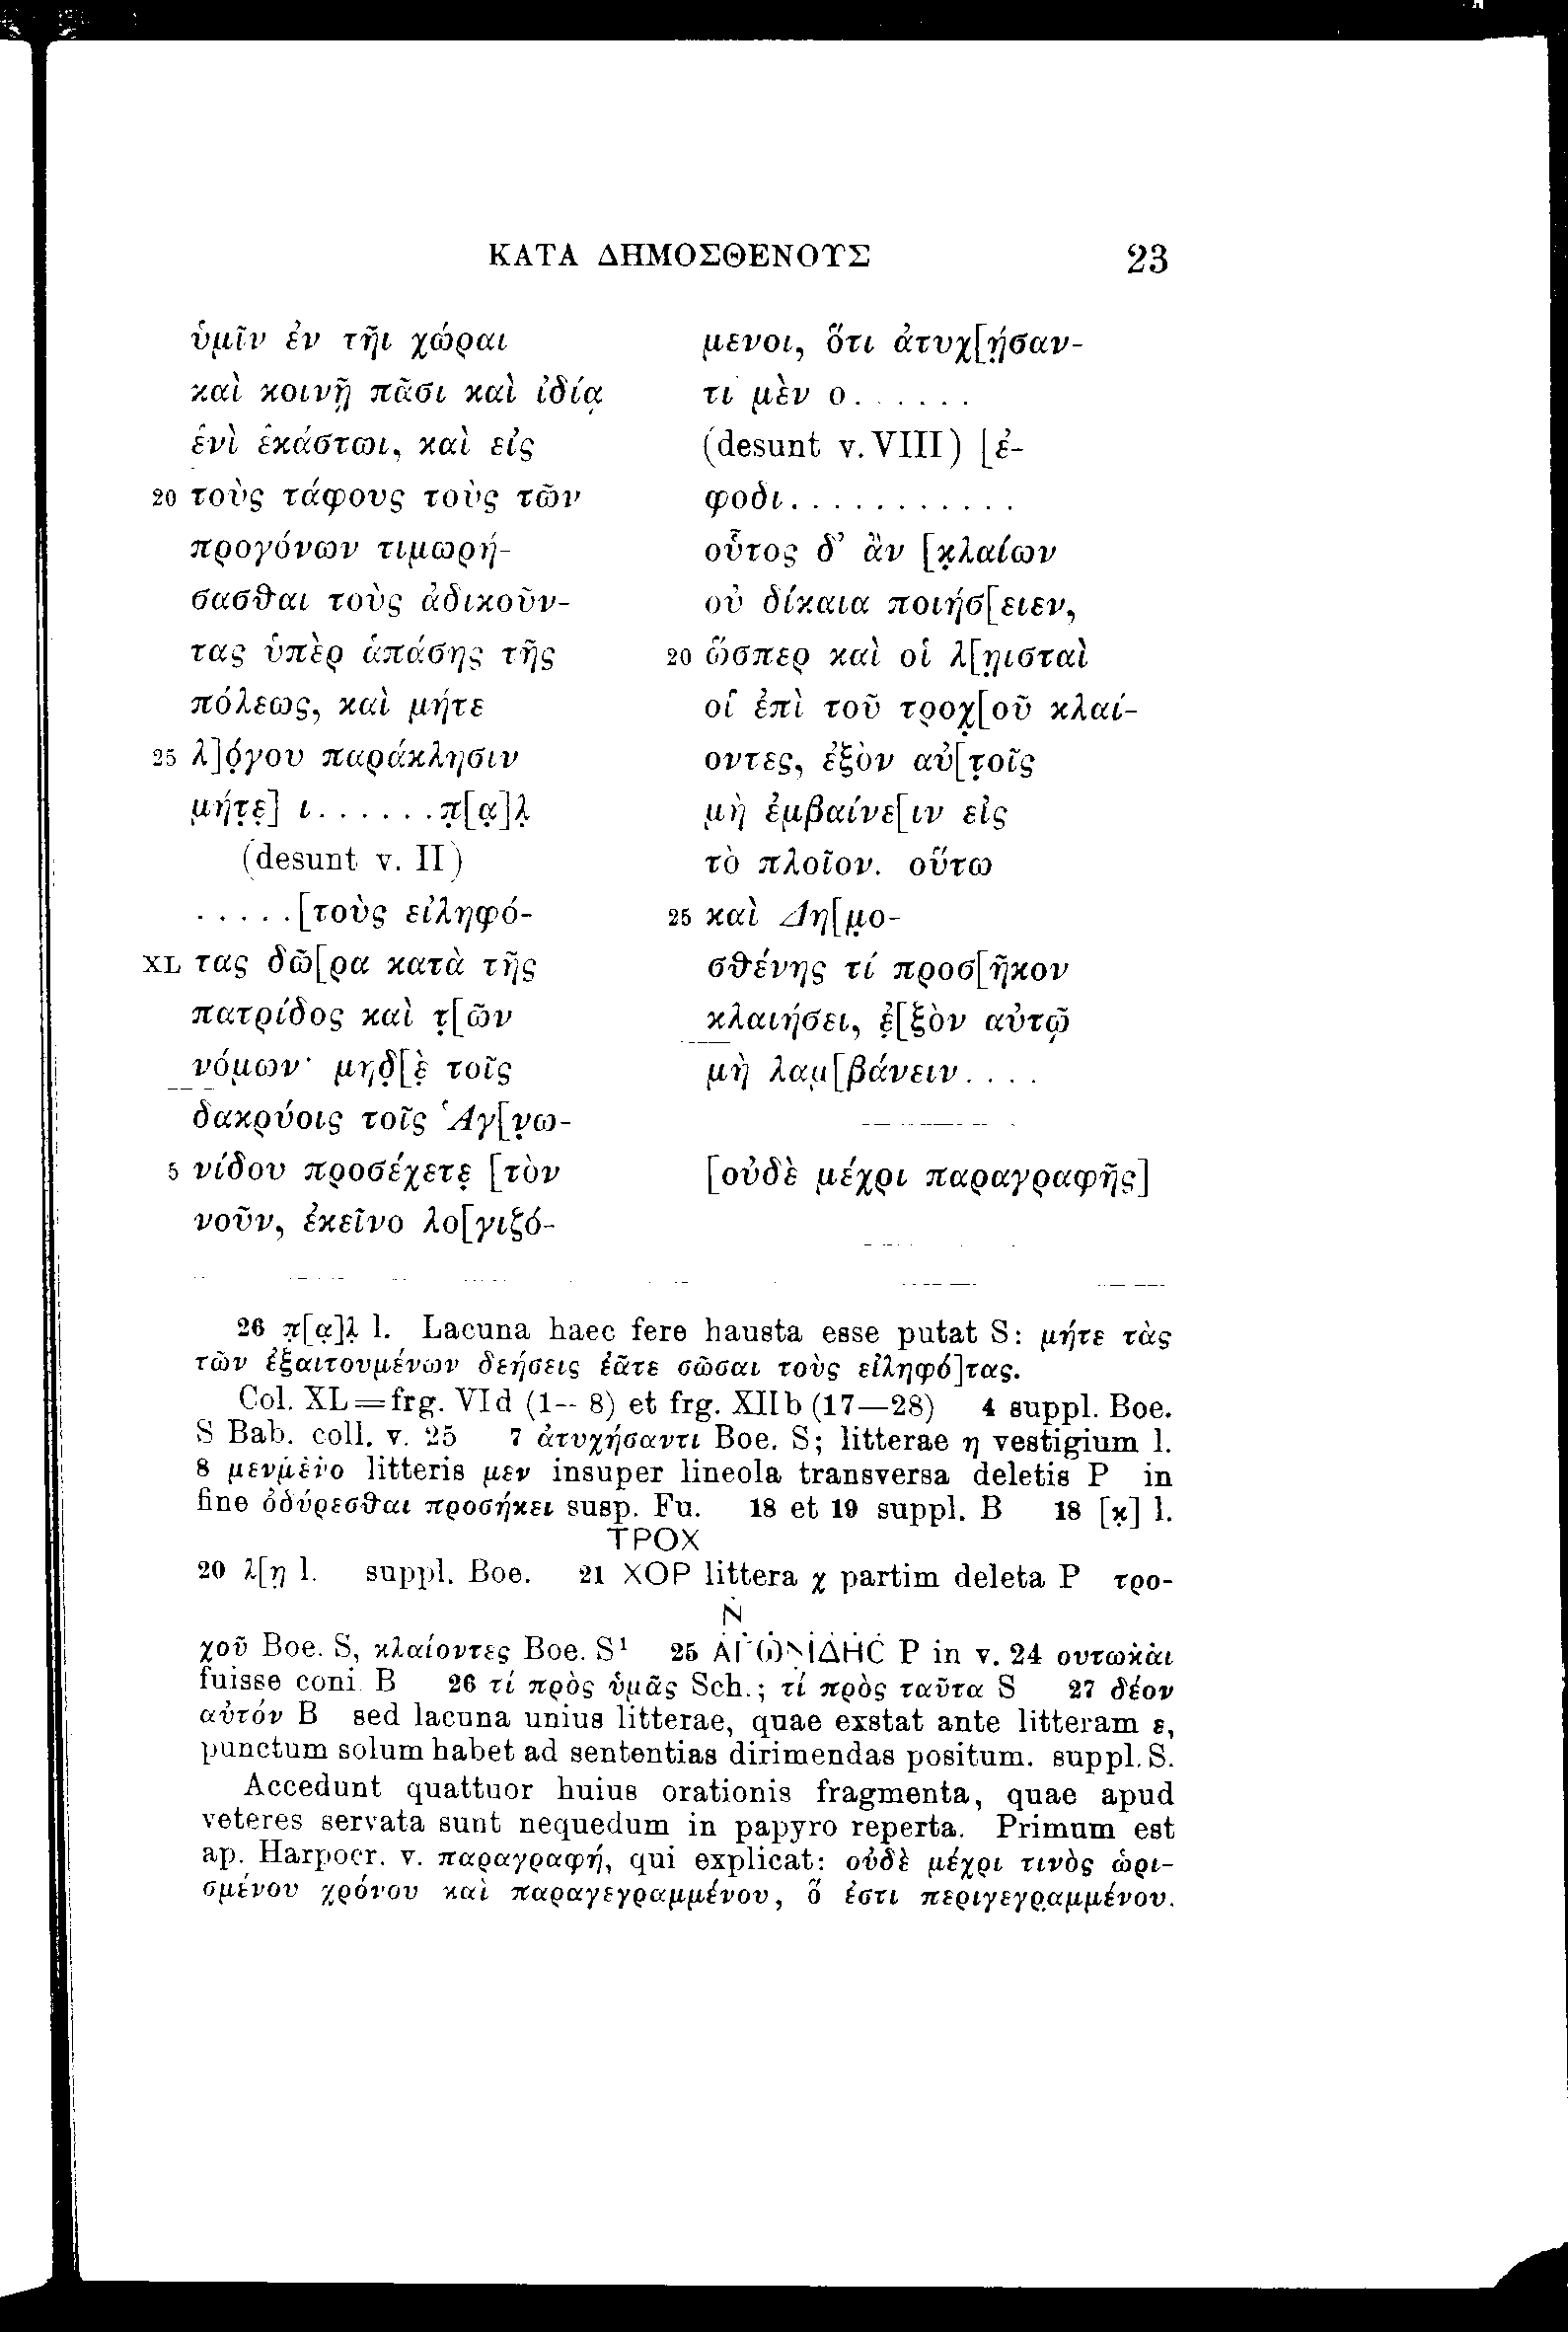 ΚΑΤΑ ΔΗΜΟΣΘΕΝΟΥΣ 23
ὑμῖν ἐν τῆι χώραι
καὶ κοινῇ πᾶσι καὶ ἰδίᾳ
ἑνὶ ἑκάστωι, καὶ εἰς
20 τοὺς τάφους τοὺς τῶν
προγόνων τιμωρή-
σασθαι τοὺς ἀδικοῦν-
τας ὑπὲρ ἁπάσης τῆς
πόλεως, καὶ μήτε
25 λ]ό̣γου παράκλησιν
μήτ̣ε̣] ι......π̣[α̣]λ̣
(desunt v. II)
.....[τοὺς εἰληφό-
XL τας δῶ[ρα κατὰ τῆς
πατρίδος καὶ τ̣[ῶν
νόμων· μηδ̣[ὲ̣ τοῖς
δακρύοις τοῖς Ἁγ[ν̣ω-
5 νίδου προσέχετε̣ [τὸν
νοῦν, ἐκεῖνο λο[γιζό-
μενοι, ὅτι ἀτυχ[ή̣σαν-
τι μὲν ο......
(desunt v. VIII) [ἐ-
φοδι...........
οὗτος δ’ ἂν [κ̣λαίων
οὐ δίκαια ποιήσ[ειεν,
20 ὥσπερ καὶ οἱ λ[η̣ισταὶ
οἱ ἐπὶ τοῦ τροχ̣[οῦ κλαί-
οντες, ἐξὸν αὐ[τ̣οῖς
μὴ ἐμβαίνε[ιν εἰς
τὸ πλοῖον. οὕτω
25 καὶ Δη[μ̣ο-
σθένης τί προσ[ῆκον
κλαιήσει, ἐ̣[ξὸν αὐτῷ
μὴ λαμ̣[βάνειν....
[οὐδὲ μέχρι παραγραφῆς]
26 π̣[α̣]λ̣ l. Lacuna haec fere hausta esse putat S: μήτε τὰς
τῶν ἐξαιτουμένων δεήσεις ἐᾶτε σῶσαι τοὺς εἰληφό]τας.
Col. XL = frg. VId (1—8) et frg. XIIb (17—28) 4 suppl. Boe.
S Bab. coll. v. 25 7 ἀτυχήσαντι Boe. S; litterae η vestigium l.
8 μενμὲν̇ο litteris μεν insuper lineola transversa deletis P in
fine ὀδύρεσθαι προσήκει susp. Fu. 18 et 19 suppl. B 18 [κ̣] l.
ΤΡΟΧ
20 λ[η̣ l. suppl. Boe. 21 ΧΟΡ littera χ partim deleta P τρο-
Ṅ
χοῦ Boe. S, κλαίοντες Boe. S¹ 25 ȦΓ̇ω̇ΝİΔ̇Η̇Ċ P in v. 24 ουτωκ̇ὰι
fuisse coni. B 26 τί πρὸς ὑμᾶς Sch.; τί πρὸς ταῦτα S 27 δέον
αὐτόν B sed lacuna unius litterae, quae exstat ante litteram ε,
punctum solum habet ad sententias dirimendas positum. suppl. S.
Accedunt quattuor huius orationis fragmenta, quae apud
veteres servata sunt nequedum in papyro reperta. Primum est
ap. Harpocr. v. παραγραφή, qui explicat: οὐδὲ μέχρι τινὸς ὡρι-
σμένου χρόνου καὶ παραγεγραμμένου, ὅ ἐστι περιγεγραμμένου.